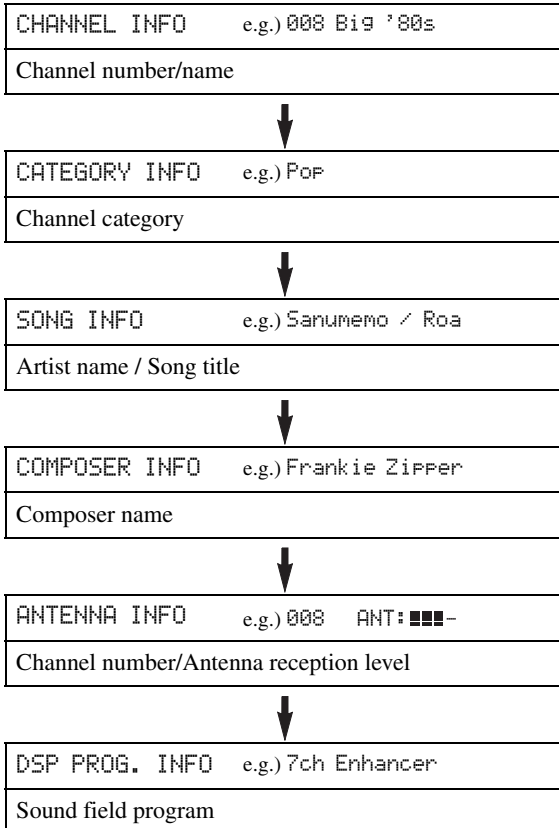 CHANNEL INFO e.g.) 008 Big '80s
Channel number/name
CATEGORY INFO e.g.) Pop
Channel category
SONG INFO e.g.) Sanumemo / Roa
Artist name / Song title
COMPOSER INFO e.g.) Frankie Zipper
Composer name
ANTENNA INFO e.g.) 008 ANT:■■■-
Channel number/Antenna reception level
DSP PROG. INFO e.g.) 7ch Enhancer
Sound field program